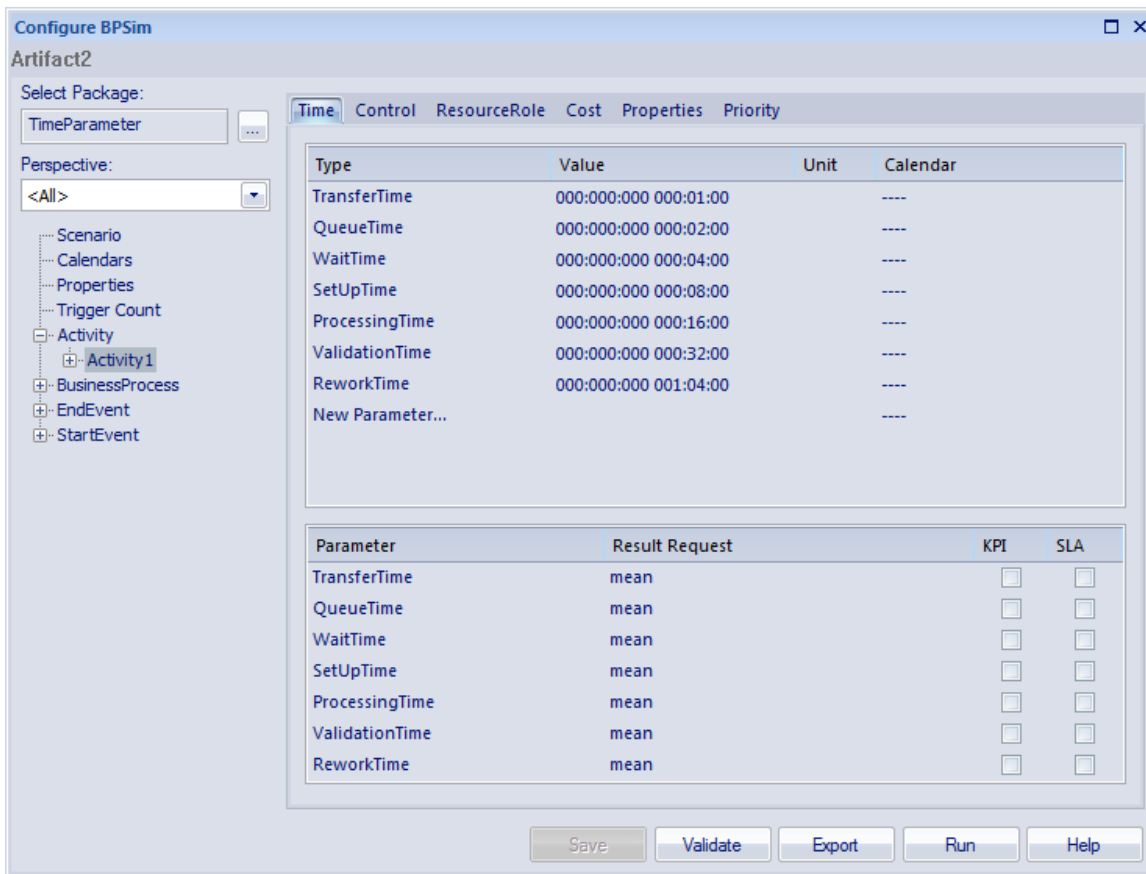 Configure BPSim
Artifact2
Select Package:
TimeParameter
...
Perspective:
<All>
Scenario
Calendars
Properties
Trigger Count
Activity
Activity1
BusinessProcess
EndEvent
StartEvent
Time Control ResourceRole Cost Properties Priority
Type Value Unit Calendar
TransferTime 000:000:000 000:01:00 ----
QueueTime 000:000:000 000:02:00 ----
WaitTime 000:000:000 000:04:00 ----
SetUpTime 000:000:000 000:08:00 ----
ProcessingTime 000:000:000 000:16:00 ----
ValidationTime 000:000:000 000:32:00 ----
ReworkTime 000:000:000 001:04:00 ----
New Parameter... ----
Parameter Result Request KPI SLA
TransferTime mean
QueueTime mean
WaitTime mean
SetUpTime mean
ProcessingTime mean
ValidationTime mean
ReworkTime mean
Save Validate Export Run Help